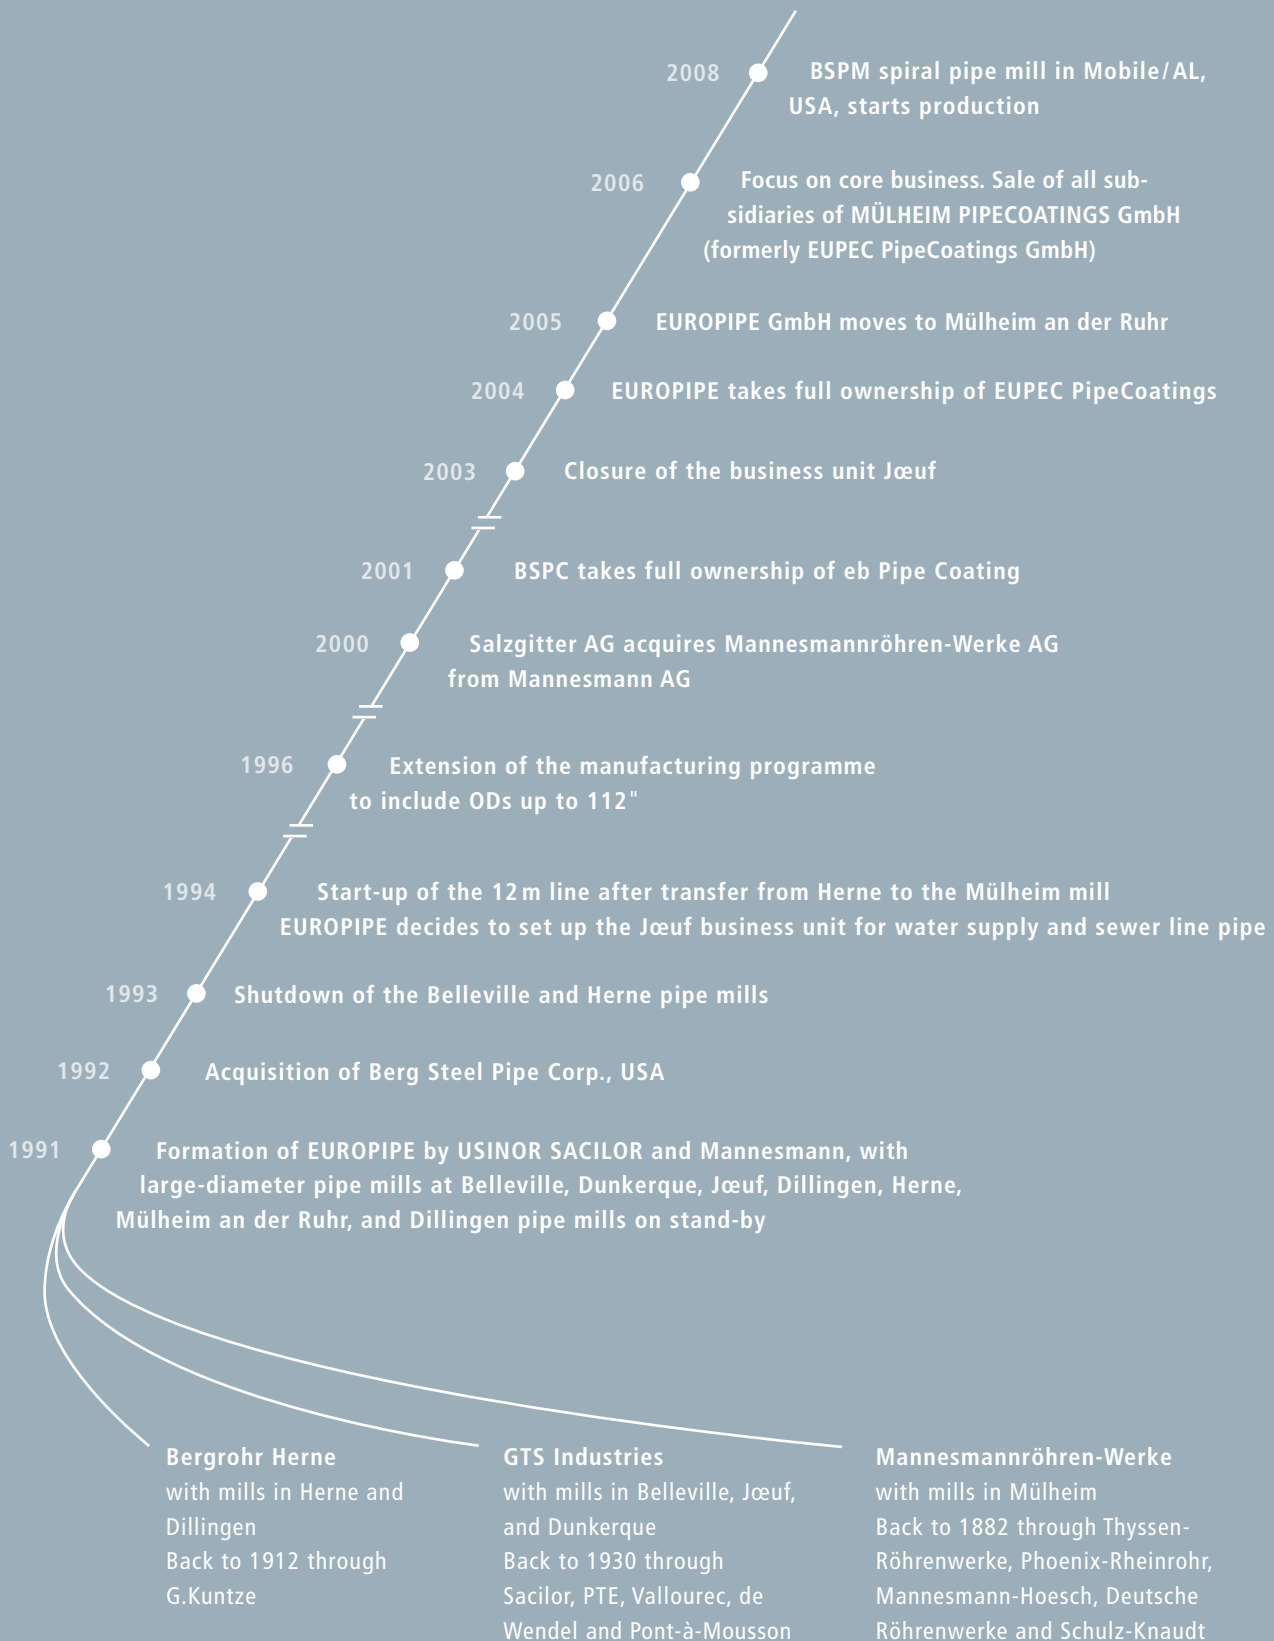 2008 BSPM spiral pipe mill in Mobile/AL,
USA, starts production
2006 Focus on core business. Sale of all sub-
sidiaries of MÜLHEIM PIPECOATINGS GmbH
(formerly EUPEC PipeCoatings GmbH)
2005 EUROPIPE GmbH moves to Mülheim an der Ruhr
2004 EUROPIPE takes full ownership of EUPEC PipeCoatings
2003 Closure of the business unit Jœuf
2001 BSPC takes full ownership of eb Pipe Coating
2000 Salzgitter AG acquires Mannesmannröhren-Werke AG
from Mannesmann AG
1996 Extension of the manufacturing programme
to include ODs up to 112"
1994 Start-up of the 12 m line after transfer from Herne to the Mülheim mill
EUROPIPE decides to set up the Jœuf business unit for water supply and sewer line pipe
1993 Shutdown of the Belleville and Herne pipe mills
1992 Acquisition of Berg Steel Pipe Corp., USA
1991 Formation of EUROPIPE by USINOR SACILOR and Mannesmann, with
large-diameter pipe mills at Belleville, Dunkerque, Jœuf, Dillingen, Herne,
Mülheim an der Ruhr, and Dillingen pipe mills on stand-by
Bergrohr Herne
with mills in Herne and
Dillingen
Back to 1912 through
G.Kuntze
GTS Industries
with mills in Belleville, Jœuf,
and Dunkerque
Back to 1930 through
Sacilor, PTE, Vallourec, de
Wendel and Pont-à-Mousson
Mannesmannröhren-Werke
with mills in Mülheim
Back to 1882 through Thyssen-
Röhrenwerke, Phoenix-Rheinrohr,
Mannesmann-Hoesch, Deutsche
Röhrenwerke and Schulz-Knaudt